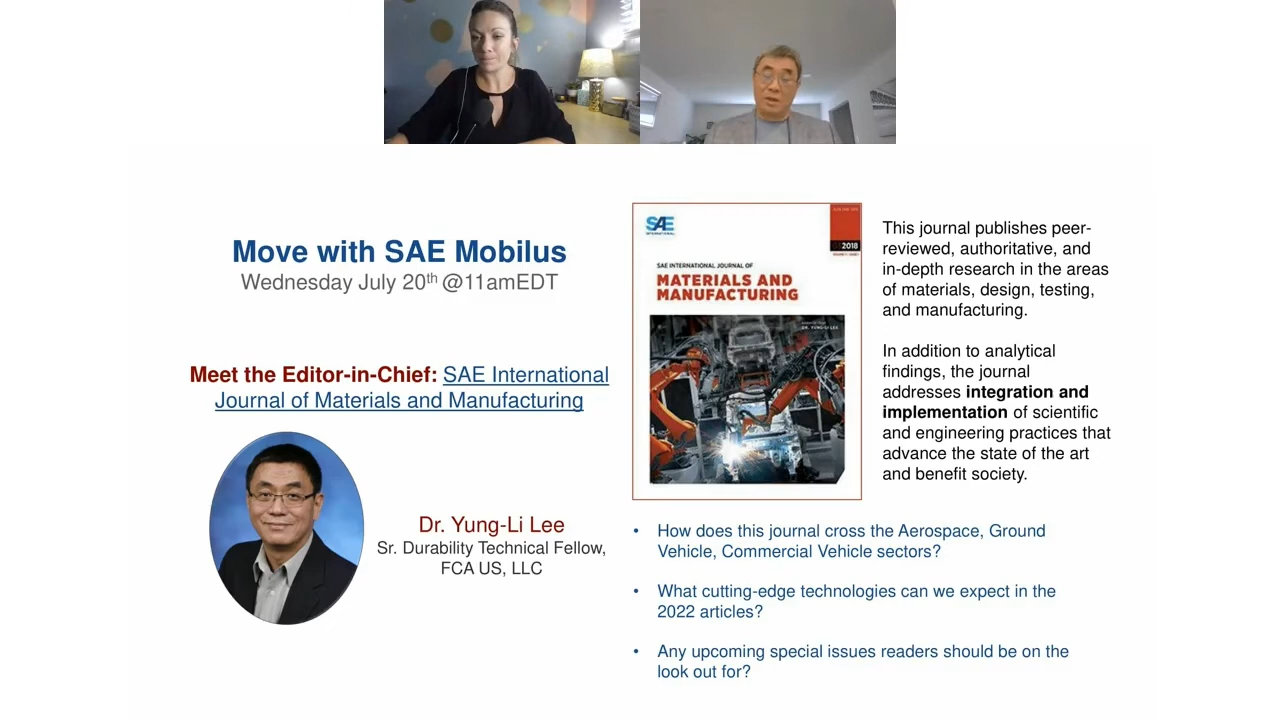 Move with SAE Mobilus
Wednesday July 20th @11amEDT
Meet the Editor-in-Chief: SAE International
Journal of Materials and Manufacturing
Dr. Yung-Li Lee
Sr. Durability Technical Fellow,
FCA US, LLC
SAE
INTERNATIONAL
2018
SAE INTERNATIONAL JOURNAL OF
MATERIALS AND
MANUFACTURING
DR. YUNG-LI LEE
This journal publishes peer-
reviewed, authoritative, and
in-depth research in the areas
of materials, design, testing,
and manufacturing.
In addition to analytical
findings, the journal
addresses integration and
implementation of scientific
and engineering practices that
advance the state of the art
and benefit society.
• How does this journal cross the Aerospace, Ground
Vehicle, Commercial Vehicle sectors?
• What cutting-edge technologies can we expect in the
2022 articles?
• Any upcoming special issues readers should be on the
look out for?